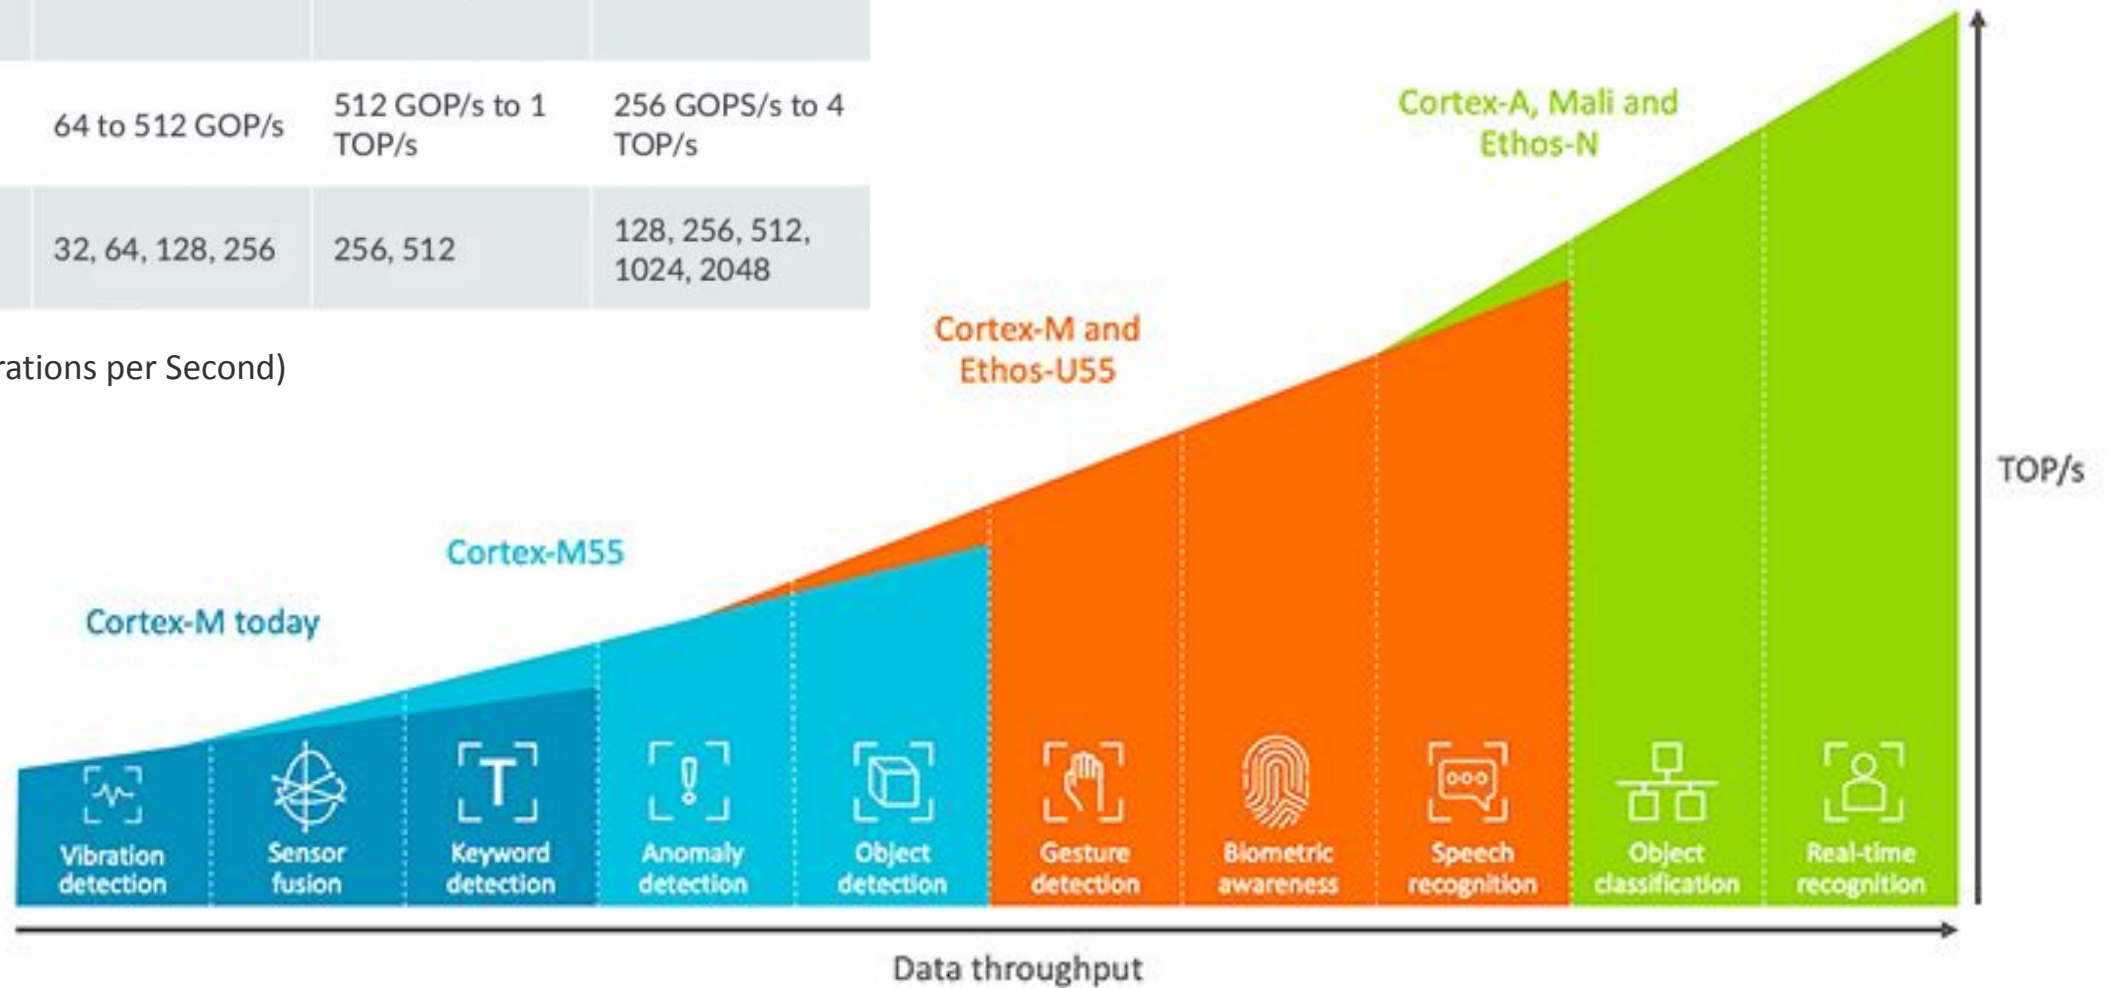 64 to 512 GOP/s
512 GOP/s to 1
TOP/s
256 GOPS/s to 4
TOP/s
32, 64, 128, 256
256, 512
128, 256, 512,
1024, 2048
rations per Second)
Cortex-A, Mali and
Ethos-N
Cortex-M and
Ethos-U55
Cortex-M55
Cortex-M today
TOP/s
T
Vibration
detection
Sensor
fusion
Keyword
detection
Anomaly
detection
Object
detection
Gesture
detection
Biometric
awareness
Speech
recognition
Object
classification
Real-time
recognition
Data throughput